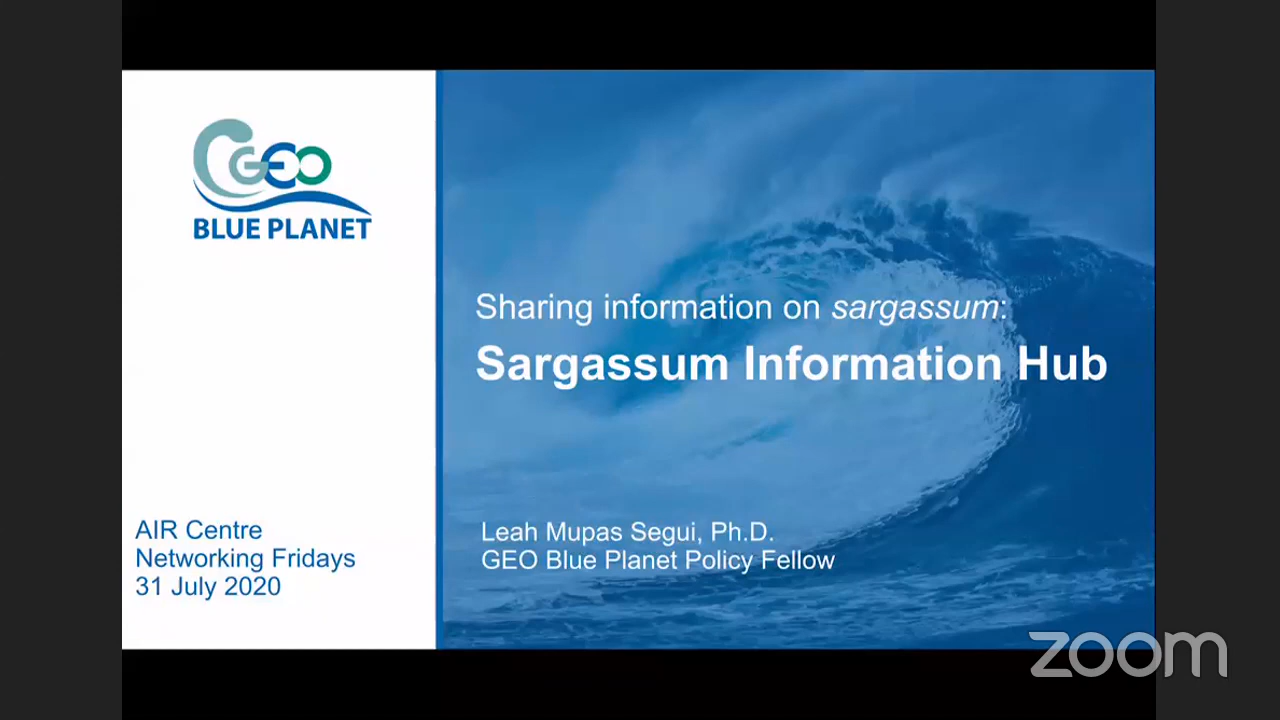 GEO
BLUE PLANET
Sharing information on sargassum:
Sargassum Information Hub
AIR Centre
Networking Fridays
31 July 2020
Leah Mupas Segui, Ph.D.
GEO Blue Planet Policy Fellow
zoom